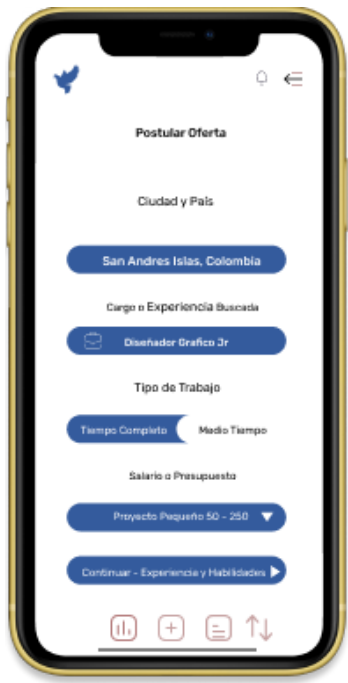 Postular Oferta
Ciudad y País
San Andres Islas, Colombia
Cargo o Experiencia Buscada
Diseñador Grafico Jr
Tipo de Trabajo
Tiempo Completo
Medio Tiempo
Salario o Presupuesto
Proyecto Pequeño 50 - 250
Continuar - Experiencia y Habilidades